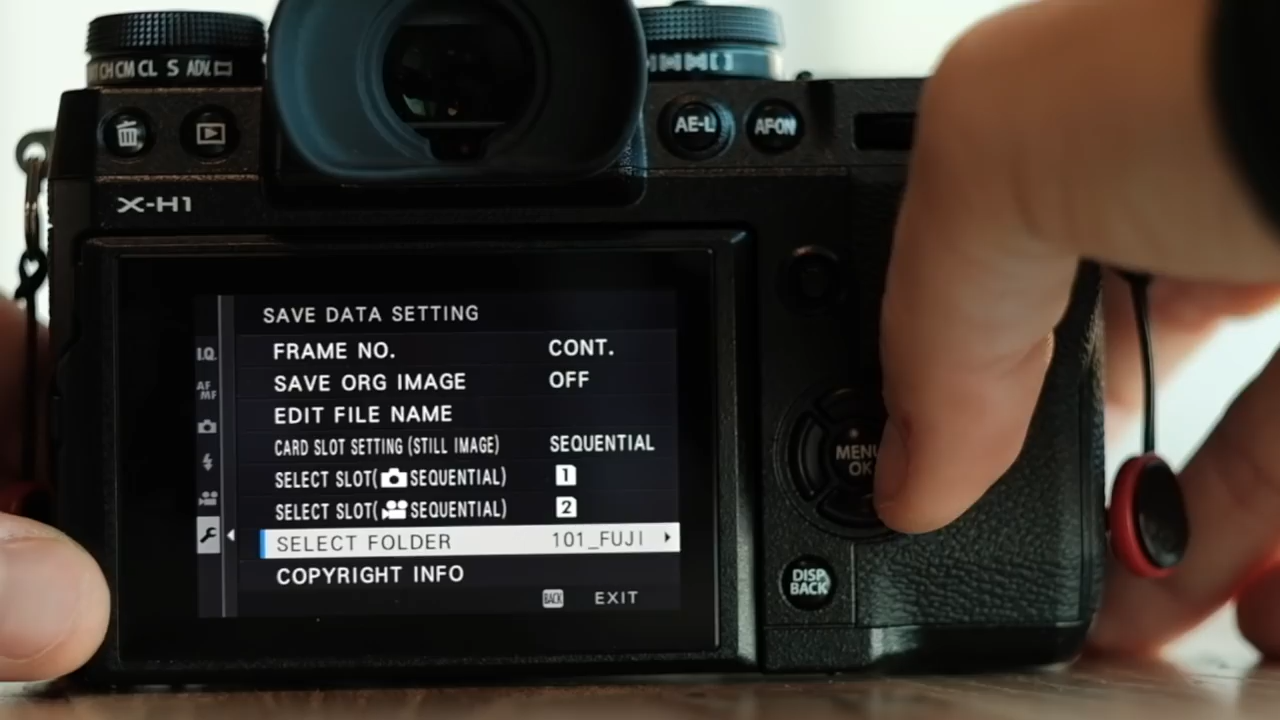 CH CM CL S ADV.
AE-L
AF ON
X-H1
SAVE DATA SETTING
I.Q.
FRAME NO. CONT.
AF MF
SAVE ORG IMAGE OFF
EDIT FILE NAME
CARD SLOT SETTING (STILL IMAGE) SEQUENTIAL
SELECT SLOT( SEQUENTIAL) 1
SELECT SLOT( SEQUENTIAL) 2
SELECT FOLDER 101_FUJI
COPYRIGHT INFO
BACK EXIT
MENU
OK
DISP
BACK